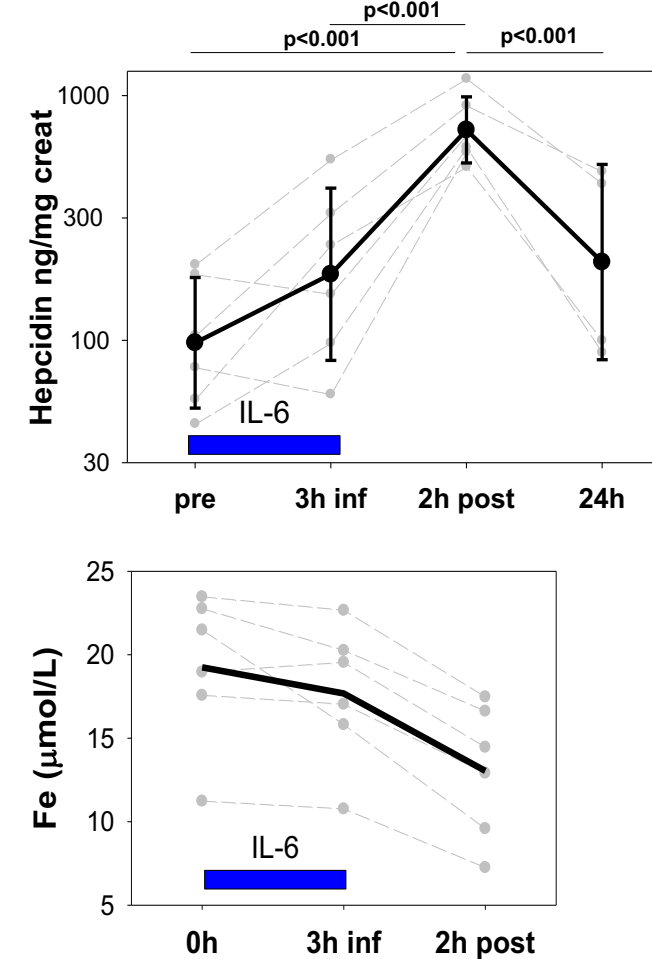 p<0.001
p<0.001 p<0.001
Hepcidin ng/mg creat
1000
300
100
30
IL-6
pre 3h inf 2h post 24h
Fe (μmol/L)
25
20
15
10
5
IL-6
0h 3h inf 2h post